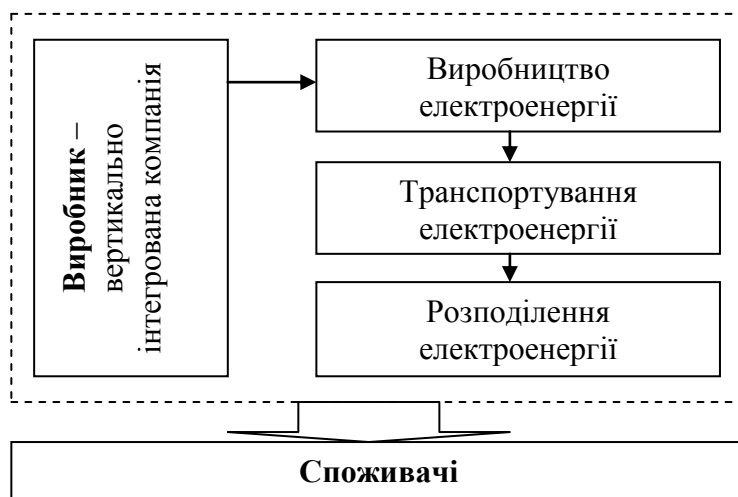 Виробник –
вертикально
інтегрована компанія
Виробництво
електроенергії
Транспортування
електроенергії
Розподілення
електроенергії
Споживачі